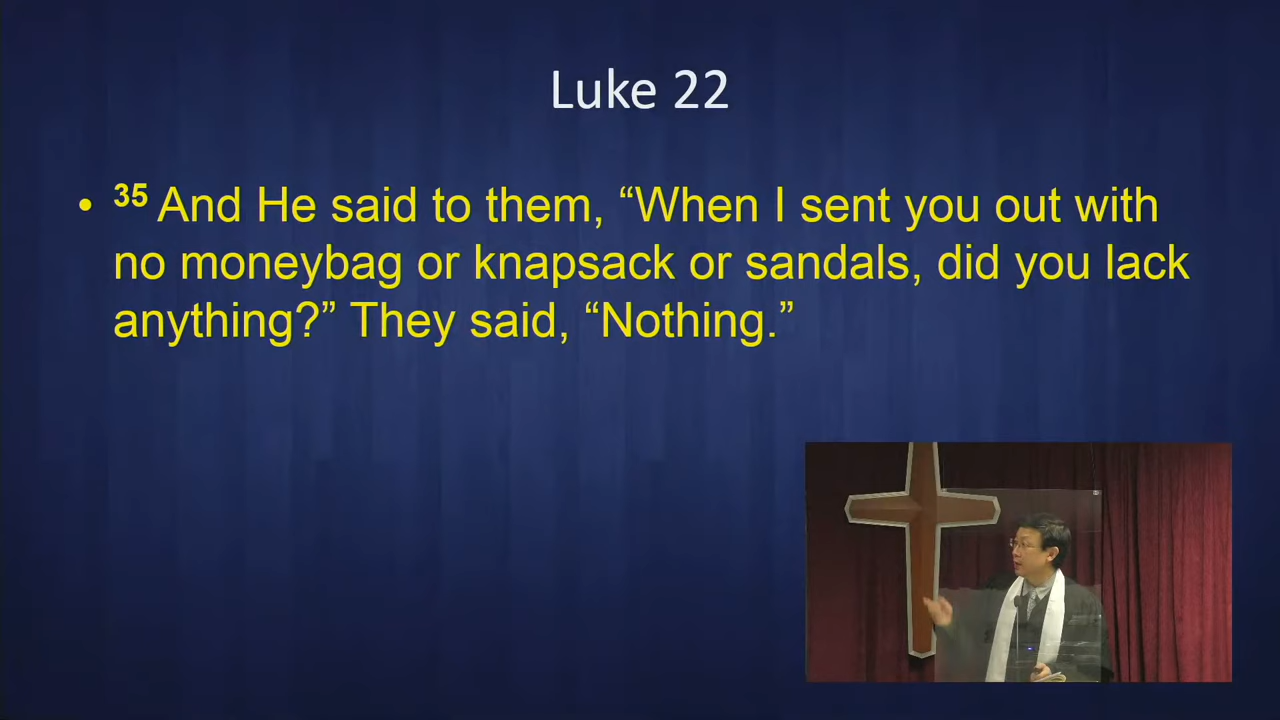 Luke 22
• ³⁵ And He said to them, “When I sent you out with
no moneybag or knapsack or sandals, did you lack
anything?” They said, “Nothing.”